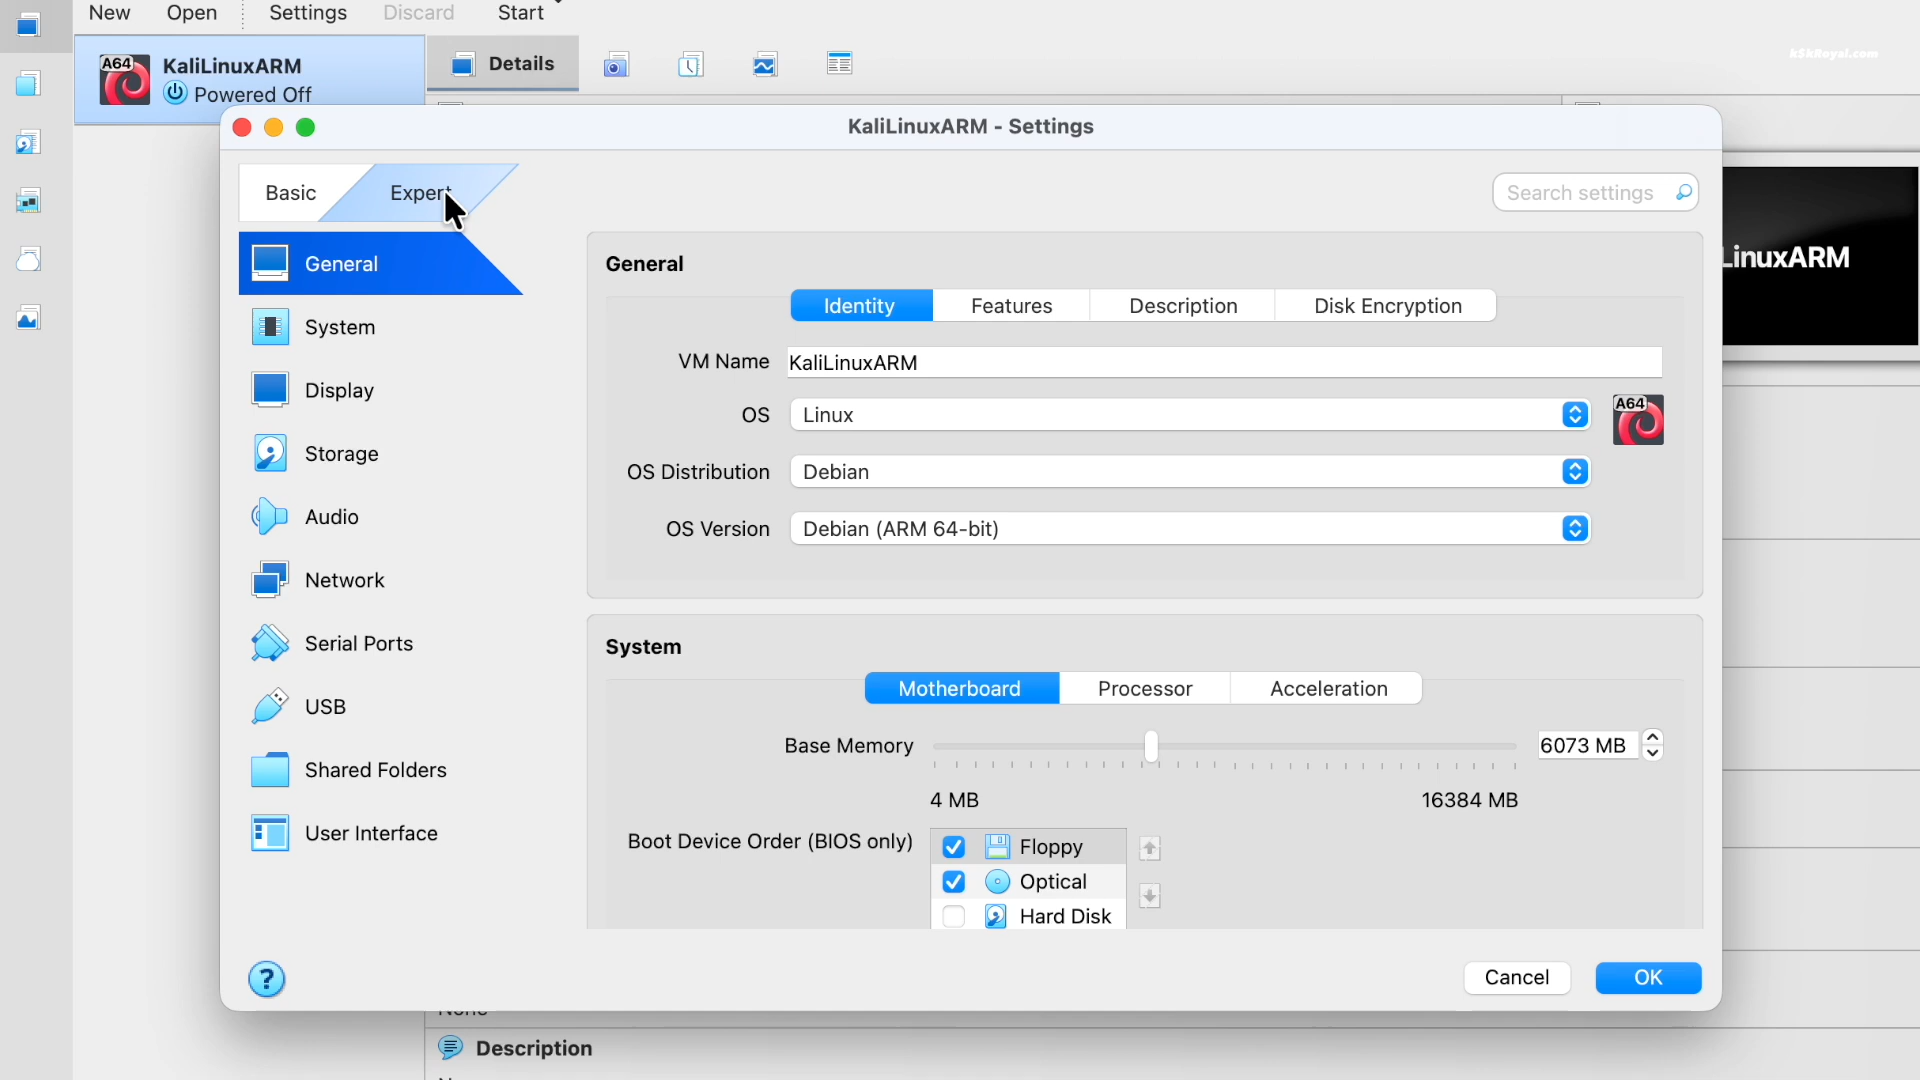 New Open Settings Discard Start
kSkRoyal.com
A64 KaliLinuxARM
Powered Off
Details
KaliLinuxARM - Settings
Basic Expert
Search settings
General
System
Display
Storage
Audio
Network
Serial Ports
USB
Shared Folders
User Interface
General
Identity Features Description Disk Encryption
VM Name KaliLinuxARM
OS Linux
A64
OS Distribution Debian
OS Version Debian (ARM 64-bit)
System
Motherboard Processor Acceleration
Base Memory 6073 MB
4 MB 16384 MB
Boot Device Order (BIOS only) Floppy
Optical
Hard Disk
? Cancel OK
LinuxARM
None
Description